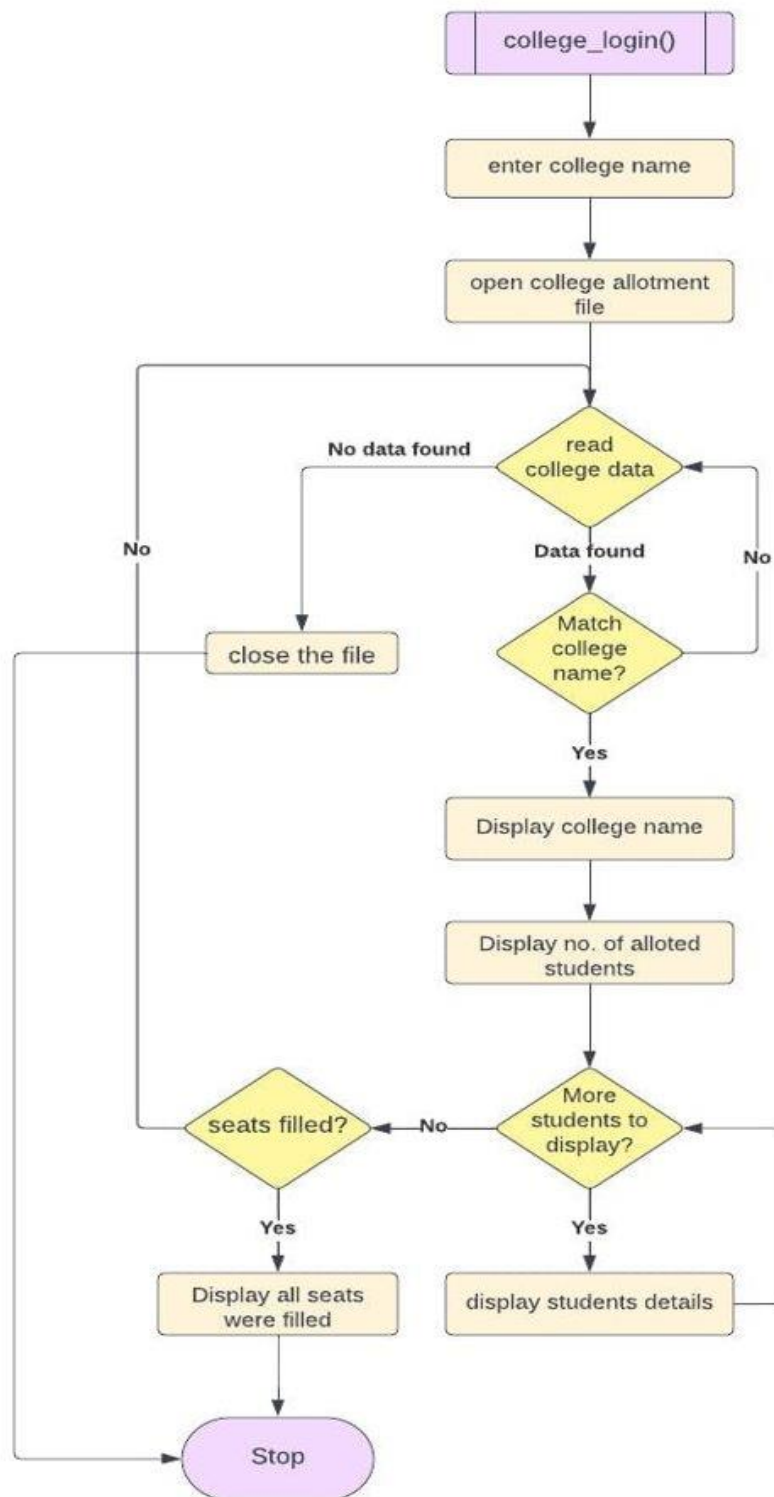 college_login()
enter college name
open college allotment
file
read
college data
No data found
Data found
No
No
Match
college
name?
close the file
Yes
Display college name
Display no. of alloted
students
More
students to
display?
No
seats filled?
Yes
Yes
Display all seats
were filled
display students details
Stop